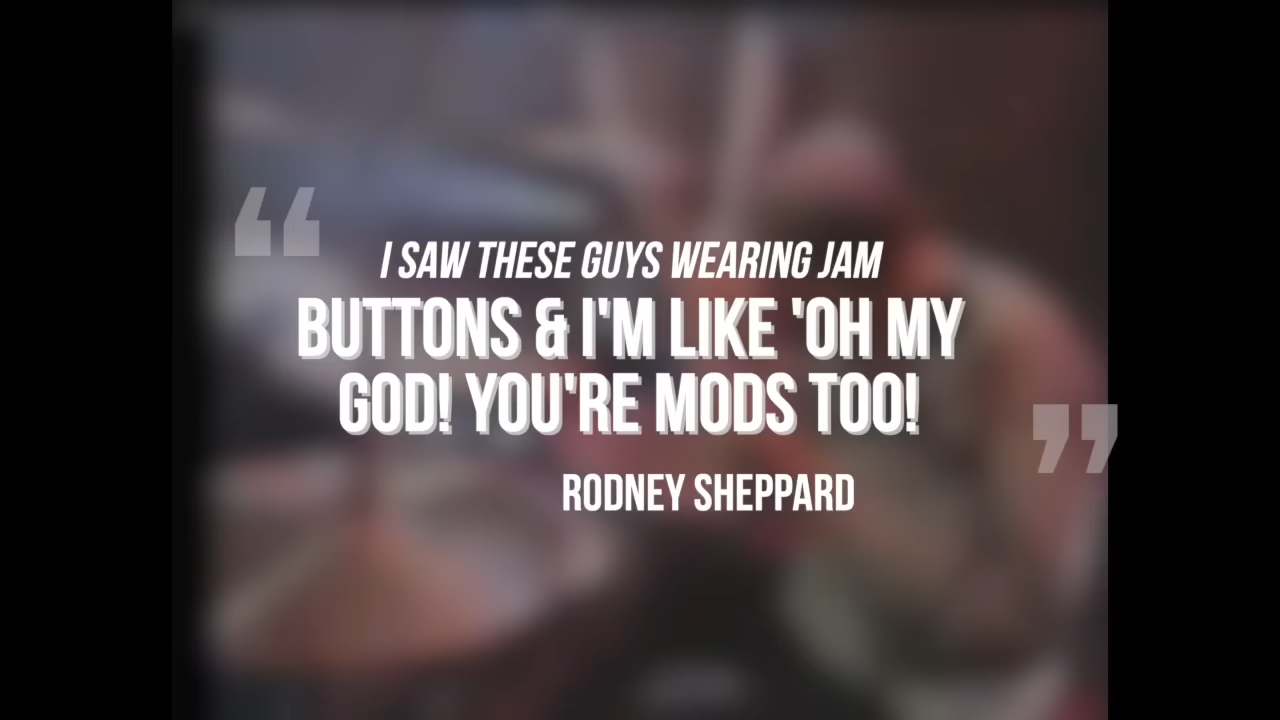 “
I SAW THESE GUYS WEARING JAM
BUTTONS & I'M LIKE 'OH MY
GOD! YOU'RE MODS TOO!
”
RODNEY SHEPPARD